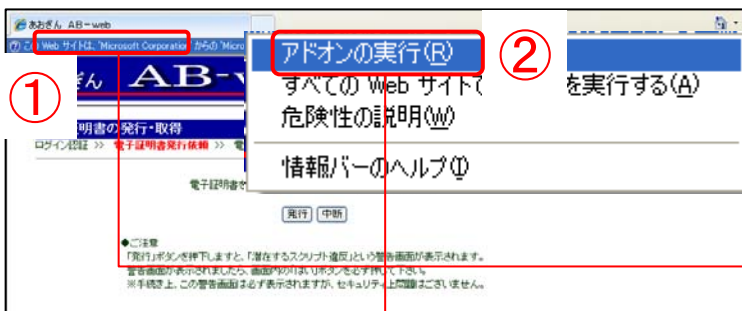 あおぎん AB-web
この Web サイトは、'Microsoft Corporation' からの 'Micro
① ぎん AB-
② アドオンの実行(R)
すべての Web サイトで を実行する(A)
危険性の説明(W)
情報バーのヘルプ(I)
明書の発行・取得
ログイン認証 >> 電子証明書発行依頼 >> 電
電子証明書を
発行 中断
●ご注意
「発行」ボタンを押下しますと、「潜在するスクリプト違反」という警告画面が表示されます。
警告画面が表示されましたら、画面内の「はい」ボタンを必ず押して下さい。
※手続き上、この警告画面は必ず表示されますが、セキュリティ上問題はございません。